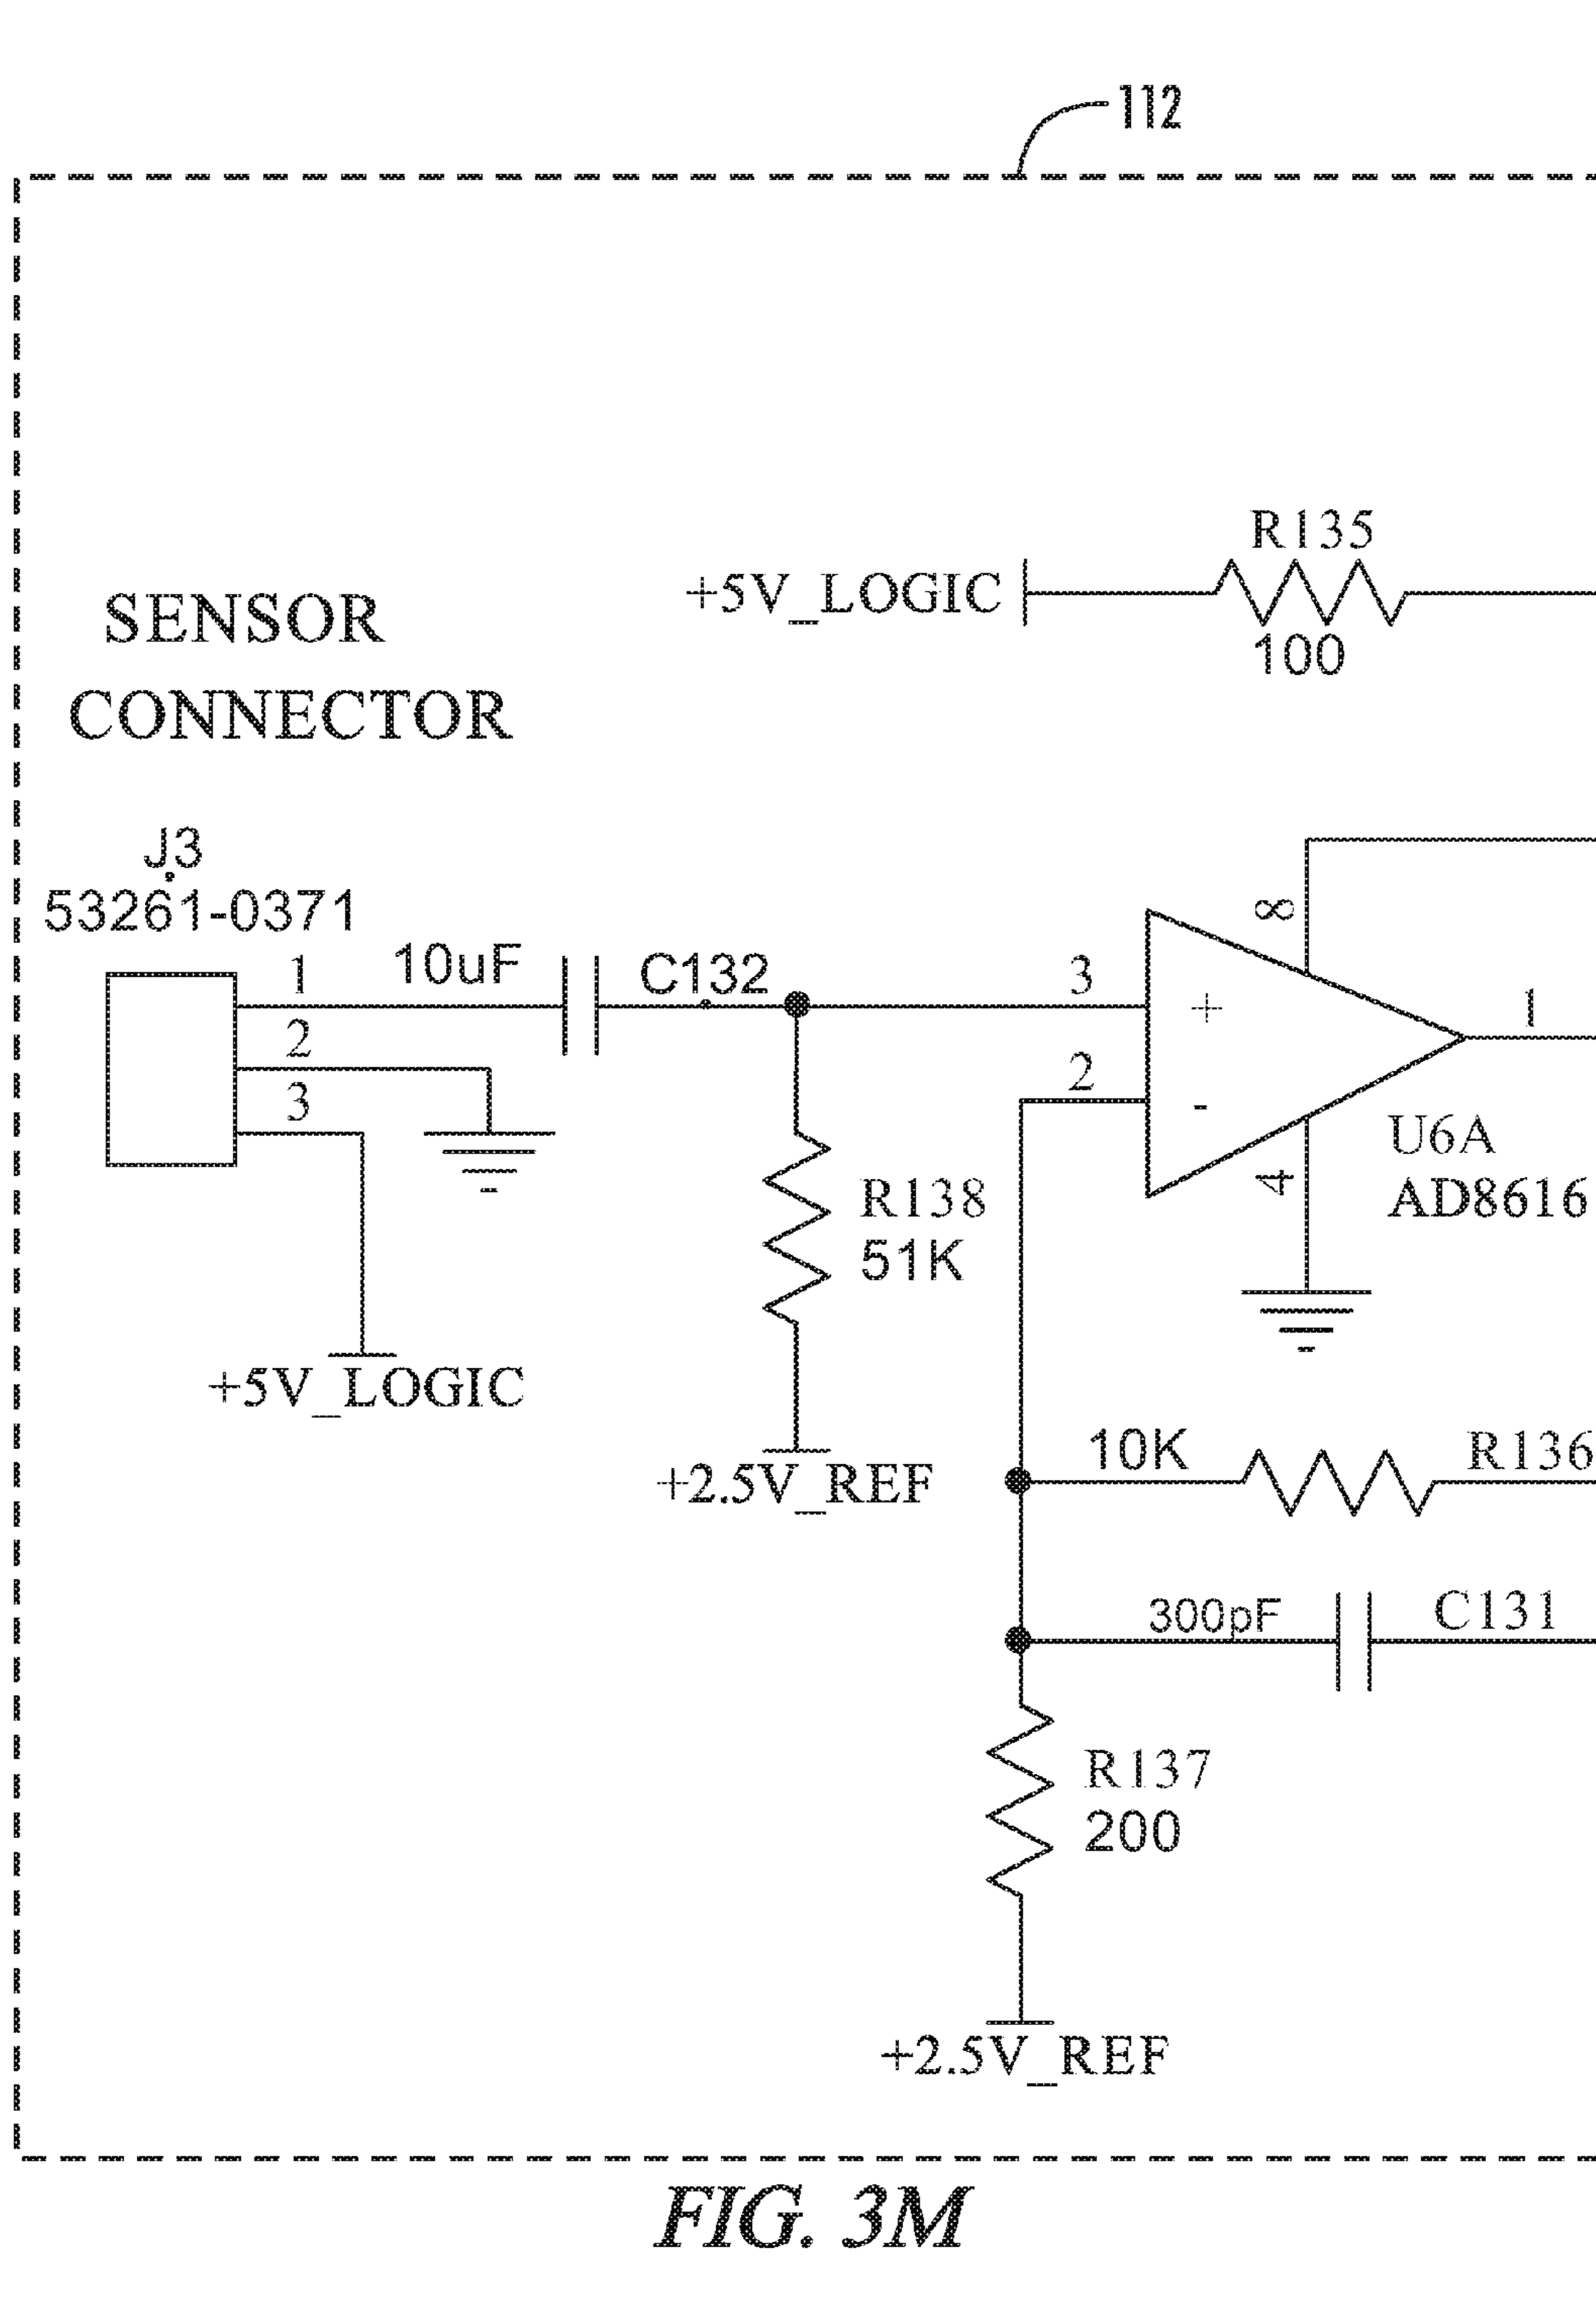 112
R135
+5V_LOGIC
100
SENSOR
CONNECTOR
J3
53261-0371
1
10uF
C132
2
3
+5V_LOGIC
R138
51K
+2.5V_REF
3
+
2
-
8
4
1
U6A
AD8616
10K
R136
300pF
C131
R137
200
+2.5V_REF
FIG. 3M